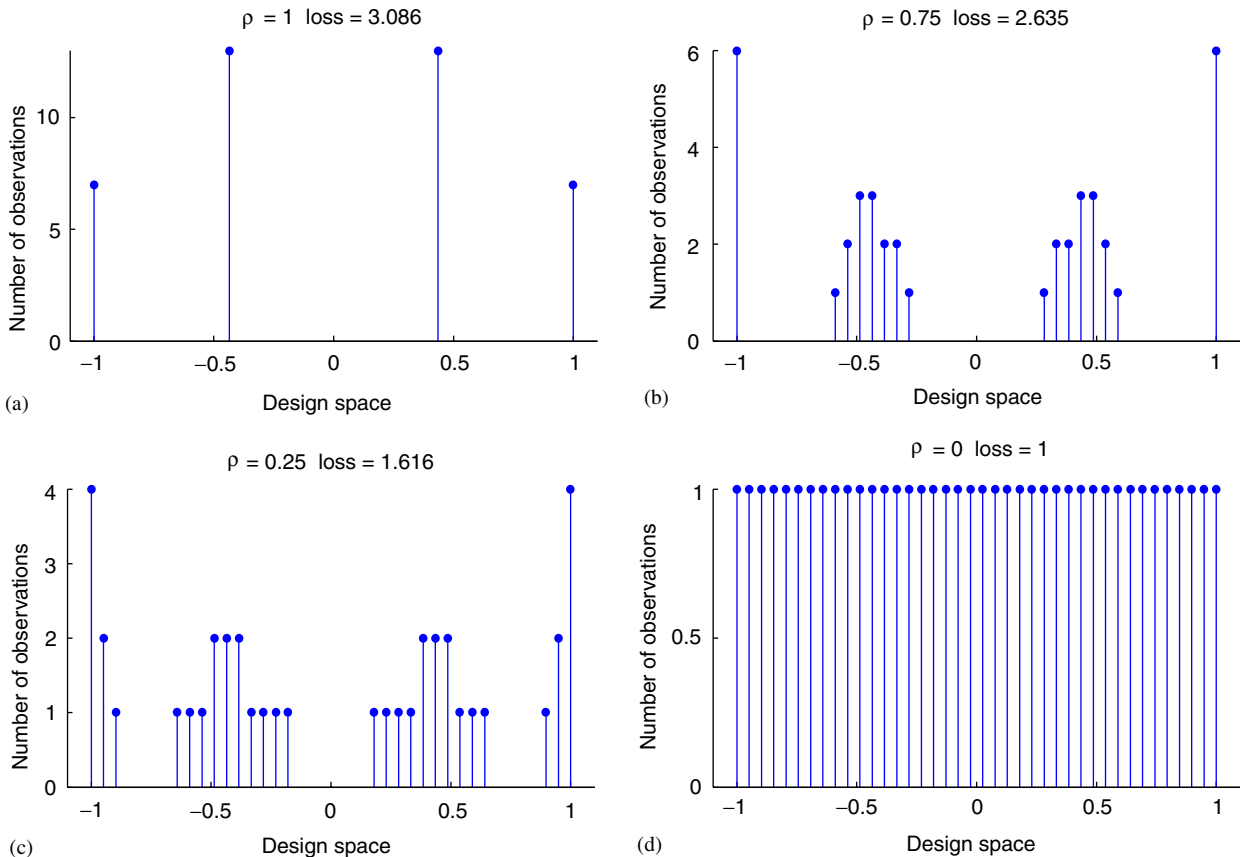 ρ = 1 loss = 3.086
10
5
0
Number of observations
−1
−0.5
0
0.5
1
Design space
(a)
ρ = 0.75 loss = 2.635
6
4
2
0
Number of observations
−1
−0.5
0
0.5
1
Design space
(b)
ρ = 0.25 loss = 1.616
4
3
2
1
0
Number of observations
−1
−0.5
0
0.5
1
Design space
(c)
ρ = 0 loss = 1
1
0.5
0
Number of observations
−1
−0.5
0
0.5
1
Design space
(d)